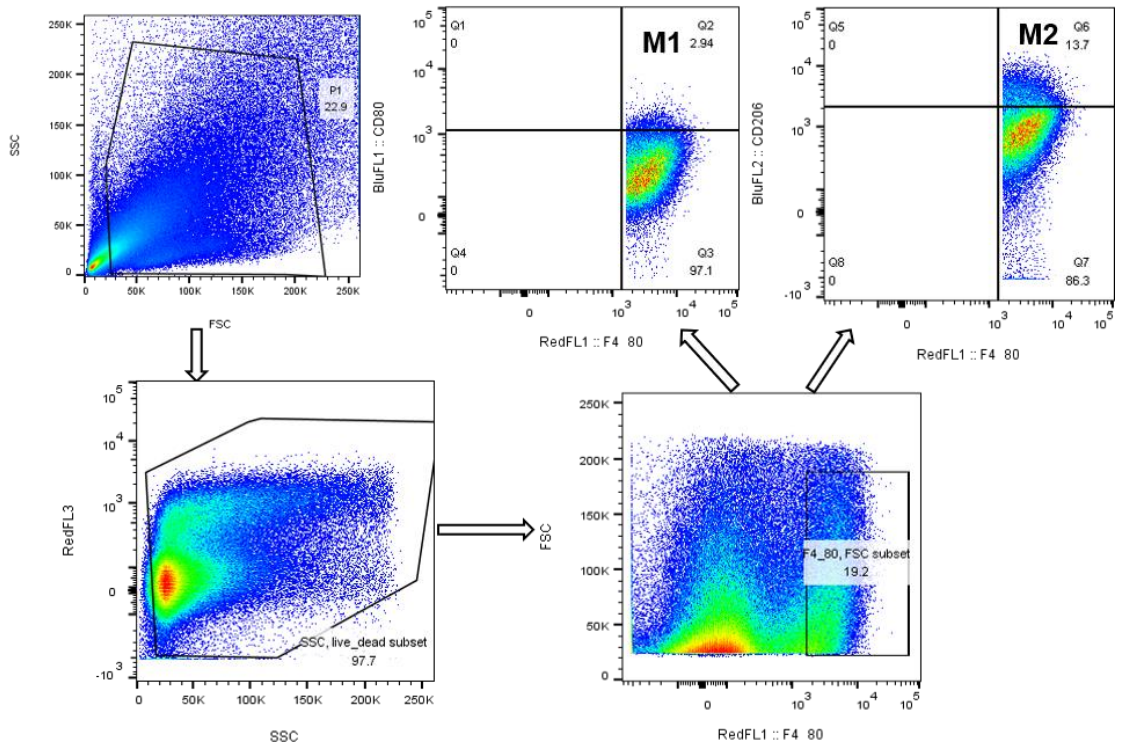 SSC
250K
200K
150K
100K
50K
0
P1
22.9
0 50K 100K 150K 200K 250K
FSC
BluFL1 :: CD80
10^5
10^4
10^3
0
Q1
0
M1
Q2
2.94
Q4
0
Q3
97.1
0 10^3 10^4 10^5
RedFL1 :: F4_80
BluFL2 :: CD206
10^5
10^4
10^3
0
-10^3
Q5
0
M2
Q6
13.7
Q8
0
Q7
86.3
0 10^3 10^4 10^5
RedFL1 :: F4_80
RedFL3
10^5
10^4
10^3
0
-10^3
SSC, live_dead subset
97.7
0 50K 100K 150K 200K 250K
SSC
FSC
250K
200K
150K
100K
50K
0
F4_80, FSC subset
19.2
0 10^3 10^4 10^5
RedFL1 :: F4_80